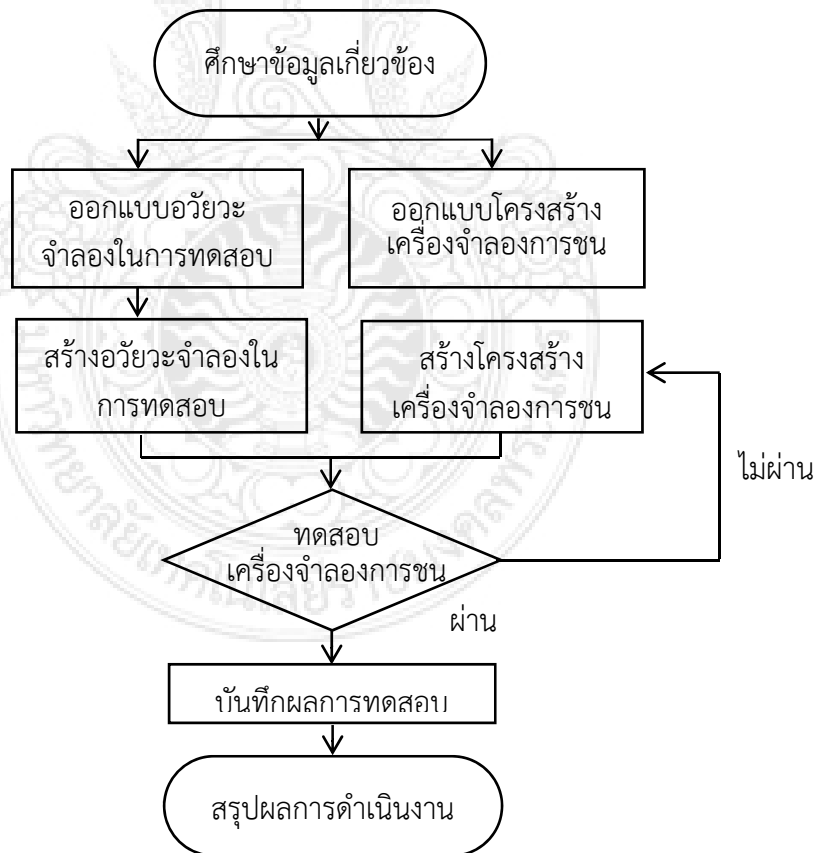 ศึกษาข้อมูลเกี่ยวข้อง
ออกแบบอวัยวะ
จำลองในการทดสอบ
ออกแบบโครงสร้าง
เครื่องจำลองการชน
สร้างอวัยวะจำลองใน
การทดสอบ
สร้างโครงสร้าง
เครื่องจำลองการชน
ไม่ผ่าน
ทดสอบ
เครื่องจำลองการชน
ผ่าน
บันทึกผลการทดสอบ
สรุปผลการดำเนินงาน